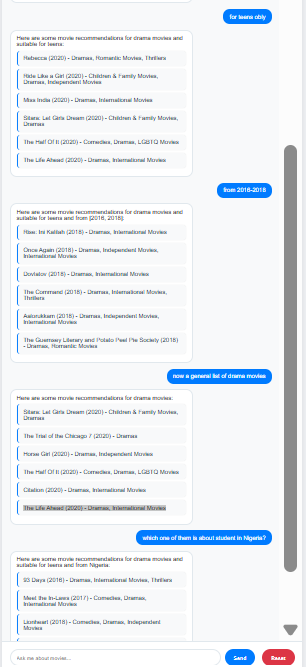 for teens only
Here are some movie recommendations for drama movies and
suitable for teens:
Rebecca (2020) - Dramas, Romantic Movies, Thrillers
Ride Like a Girl (2020) - Children & Family Movies,
Dramas, Independent Movies
Miss India (2020) - Dramas, International Movies
Sitara: Let Girls Dream (2020) - Children & Family Movies,
Dramas
The Half Of It (2020) - Comedies, Dramas, LGBTQ Movies
The Life Ahead (2020) - Dramas, International Movies
from 2016-2018
Here are some movie recommendations for drama movies and
suitable for teens and from [2016, 2018]:
Rise: Ini Kalilah (2018) - Dramas, International Movies
Once Again (2018) - Dramas, Independent Movies,
International Movies
Dovlatov (2018) - Dramas, International Movies
The Command (2018) - Dramas, International Movies,
Thrillers
Aatorukkam (2018) - Dramas, Independent Movies,
International Movies
The Guernsey Literary and Potato Peel Pie Society (2018)
- Dramas, Romantic Movies
now a general list of drama movies
Here are some movie recommendations for drama movies:
Sitara: Let Girls Dream (2020) - Children & Family Movies,
Dramas
The Trial of the Chicago 7 (2020) - Dramas
Horse Girl (2020) - Dramas, Independent Movies
The Half Of It (2020) - Comedies, Dramas, LGBTQ Movies
Citation (2020) - Dramas, International Movies
The Life Ahead (2020) - Dramas, International Movies
which one of them is about student in Nigeria?
Here are some movie recommendations for drama movies and
suitable for teens and from Nigeria:
93 Days (2016) - Dramas, International Movies, Thrillers
Meet the In-Laws (2017) - Comedies, Dramas,
International Movies
Lionheart (2018) - Comedies, Dramas, Independent
Movies
Ask me about movies...
Send
Reset